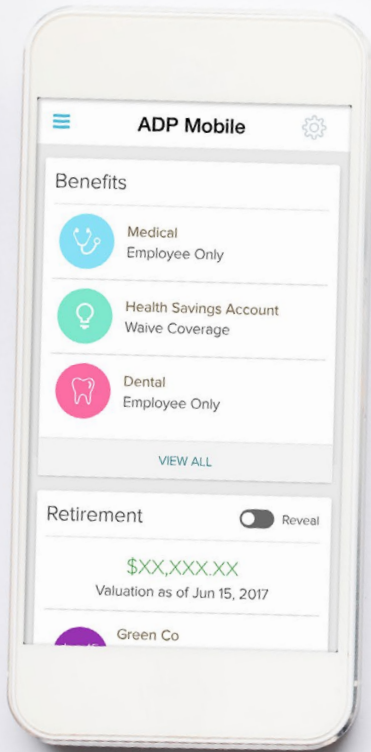 ADP Mobile
Benefits
Medical
Employee Only
Health Savings Account
Waive Coverage
Dental
Employee Only
VIEW ALL
Retirement
Reveal
$XX,XXX.XX
Valuation as of Jun 15, 2017
Green Co